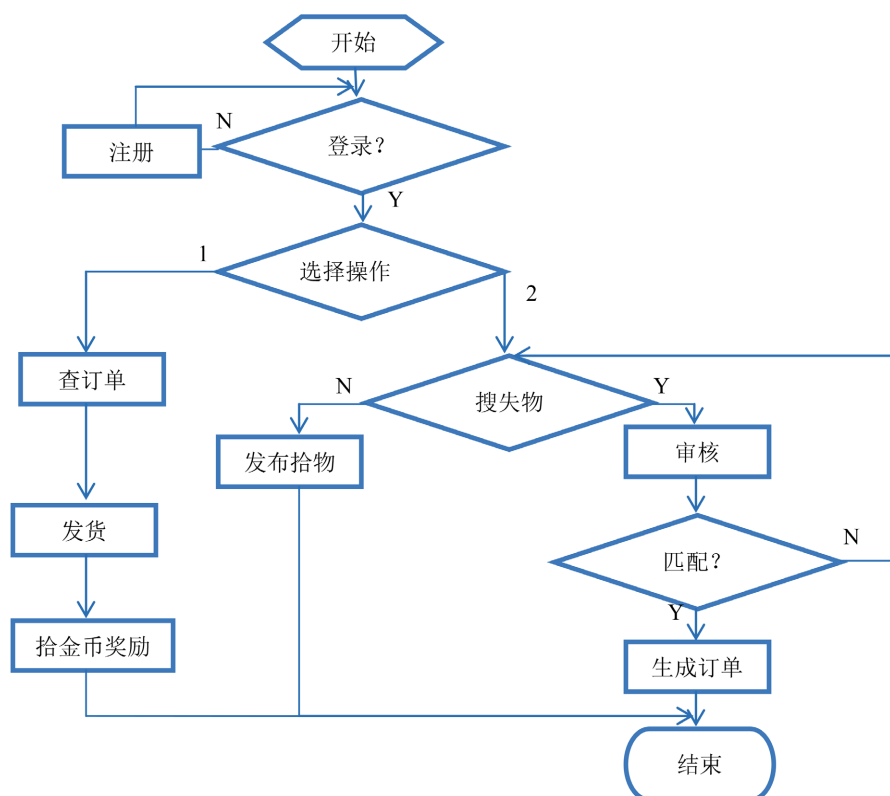 开始
N
注册
登录？
Y
1
选择操作
2
查订单
N
搜失物
Y
发布拾物
审核
发货
匹配？
N
Y
拾金币奖励
生成订单
结束